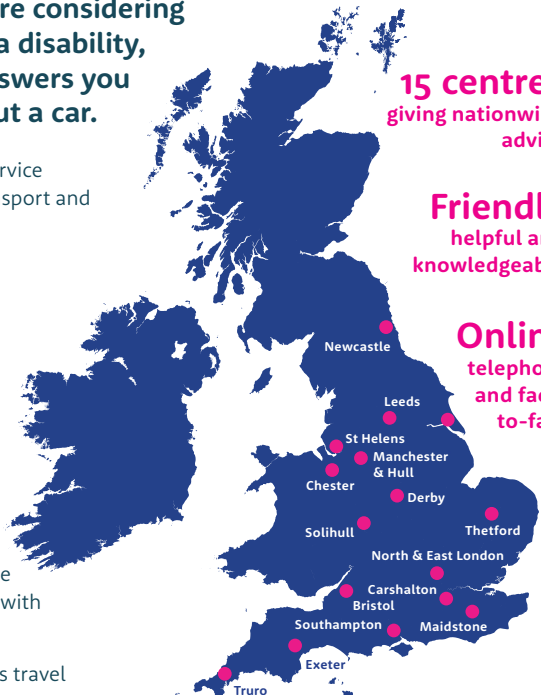 re considering
a disability,
swers you
ut a car.
rvice
sport and
15 centre
giving nationwi
advi
Friendl
helpful a
knowledgeab
Onlin
telepho
and fac
to-fa
Newcastle
Leeds
St Helens
Manchester
& Hull
Chester
Derby
Solihull
Thetford
North & East London
Carshalton
Bristol
Southampton
Maidstone
Exeter
Truro
e
with
s travel